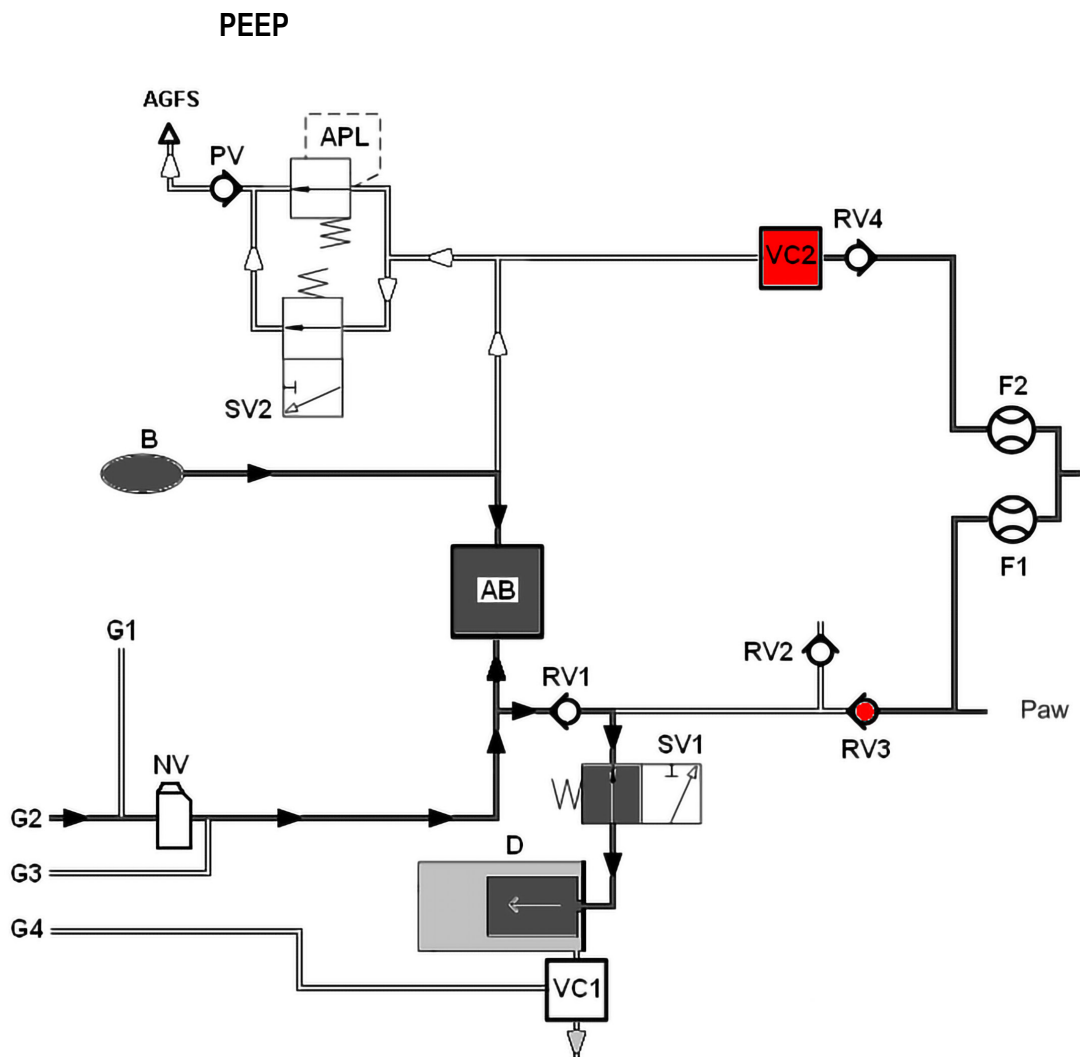 PEEP
AGFS
APL
PV
RV4
VC2
SV2
F2
B
F1
AB
G1
RV1
RV2
Paw
SV1
RV3
NV
G2
D
G3
G4
VC1